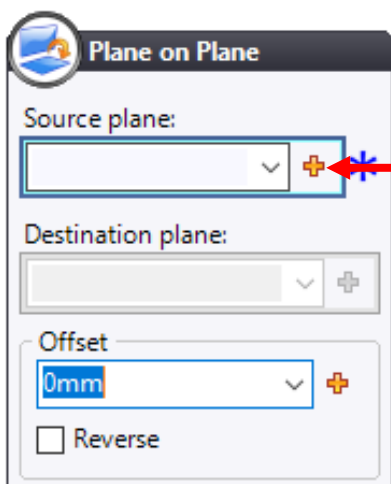 Plane on Plane
Source plane:
Destination plane:
Offset
0mm
Reverse